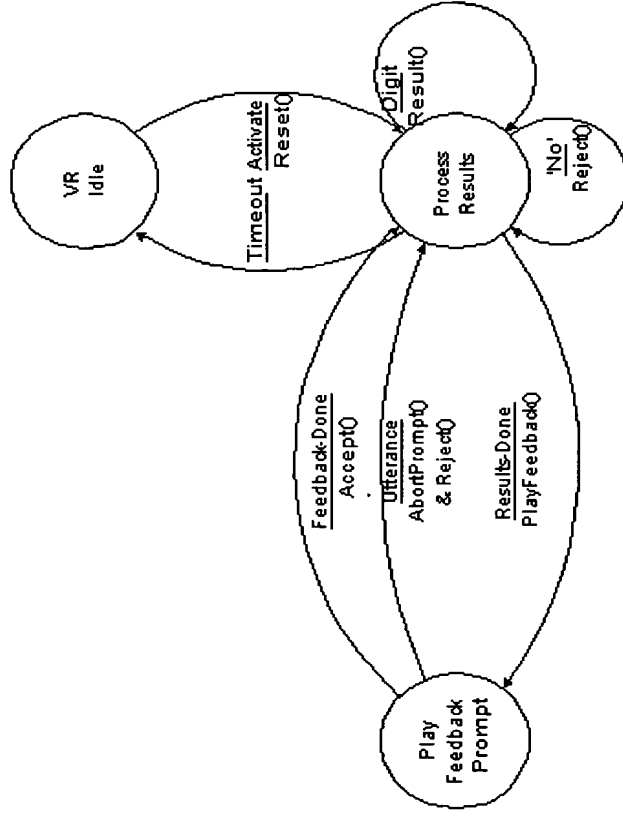 VR
Idle
Timeout Activate
Reset()
Digit
Result()
Process
Results
'No'
Reject()
Feedback-Done
Accept()
Utterance
AbortPrompt()
& Reject()
Results-Done
PlayFeedback()
Play
Feedback
Prompt